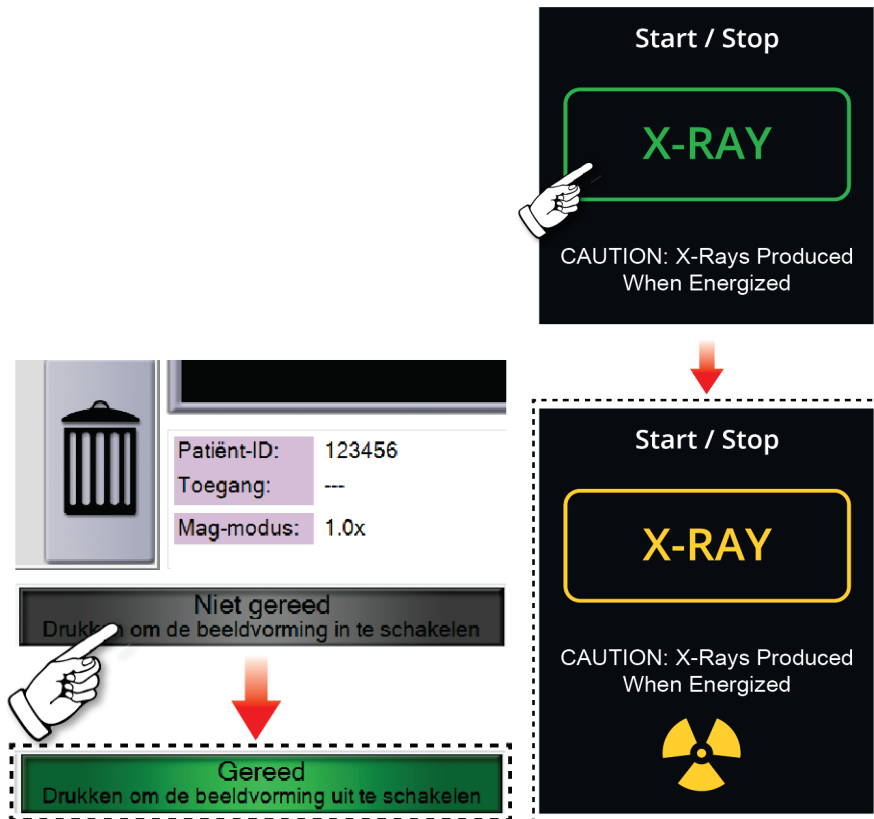 Start / Stop
X-RAY
CAUTION: X-Rays Produced
When Energized
Patiënt-ID: 123456
Toegang: ---
Mag-modus: 1.0x
Niet gereed
Drukken om de beeldvorming in te schakelen
Gereed
Drukken om de beeldvorming uit te schakelen
Start / Stop
X-RAY
CAUTION: X-Rays Produced
When Energized